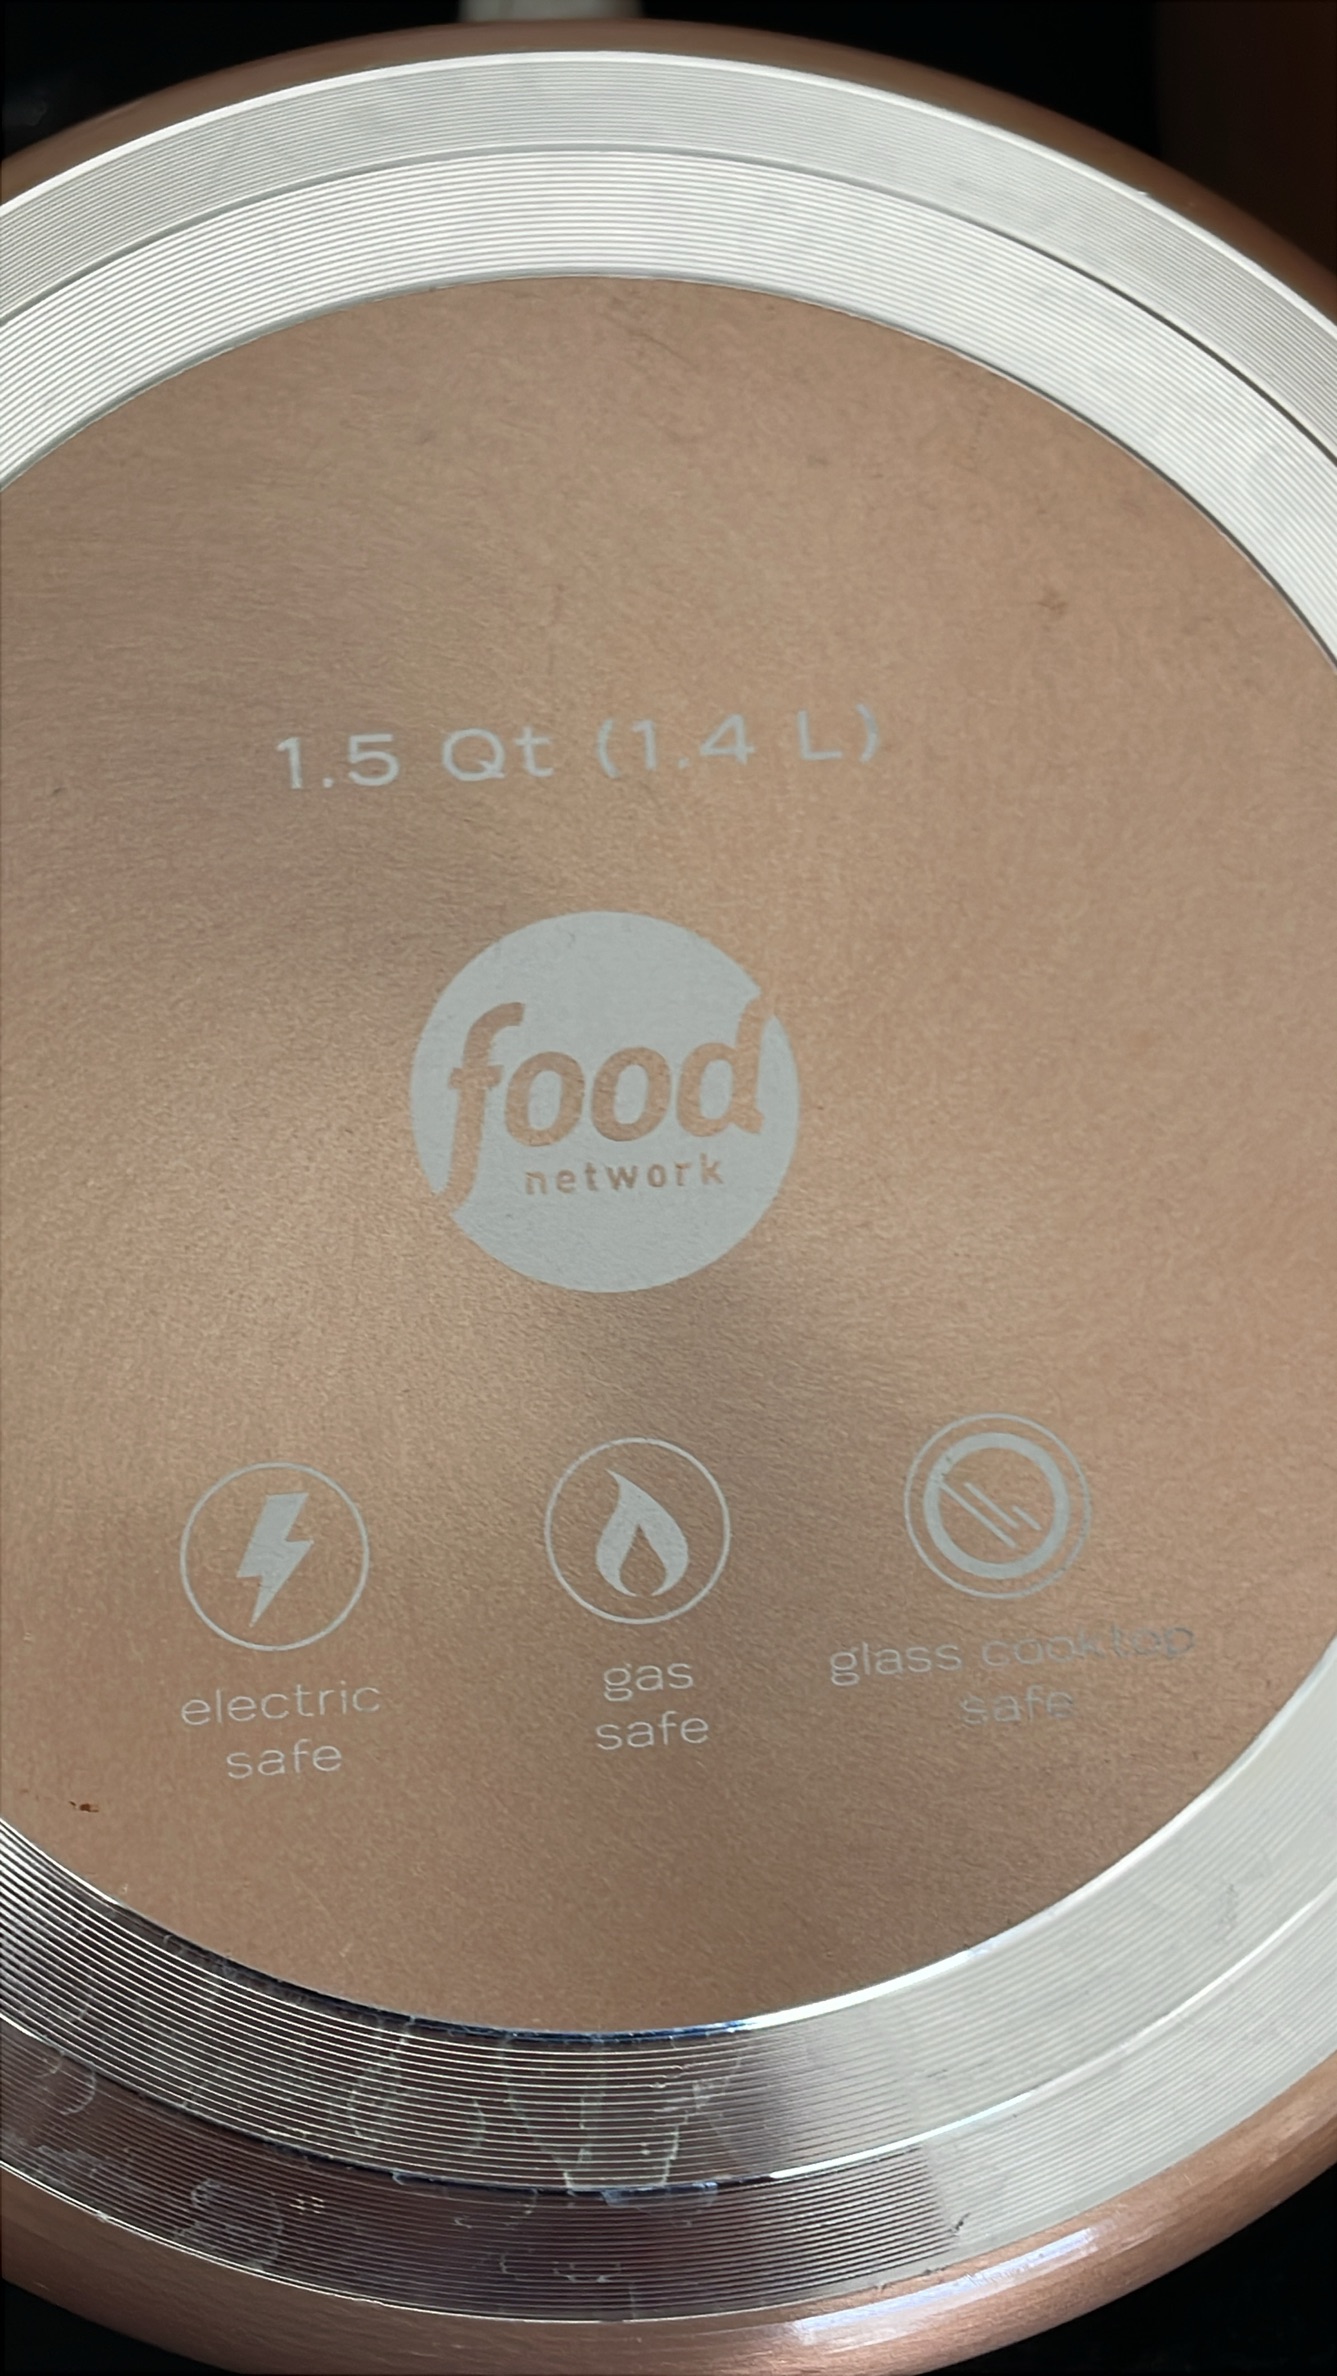 1.5 Qt (1.4 L)
food
network
electric
safe
gas
safe
glass cooktop
safe